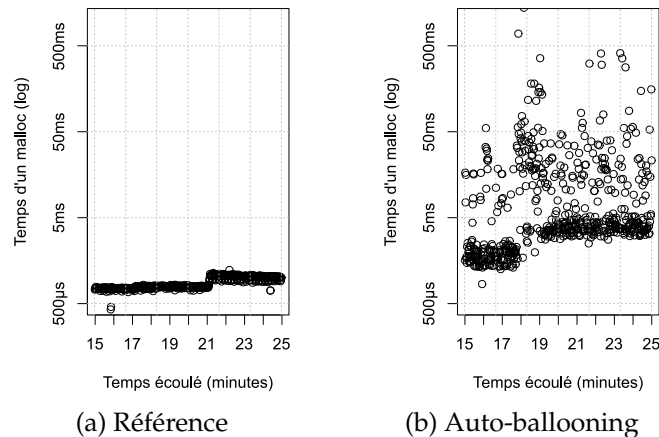 Temps d'un malloc (log)
500ms
50ms
5ms
500µs
15 17 19 21 23 25
Temps écoulé (minutes)
(a) Référence
Temps d'un malloc (log)
500ms
50ms
5ms
500µs
15 17 19 21 23 25
Temps écoulé (minutes)
(b) Auto-ballooning